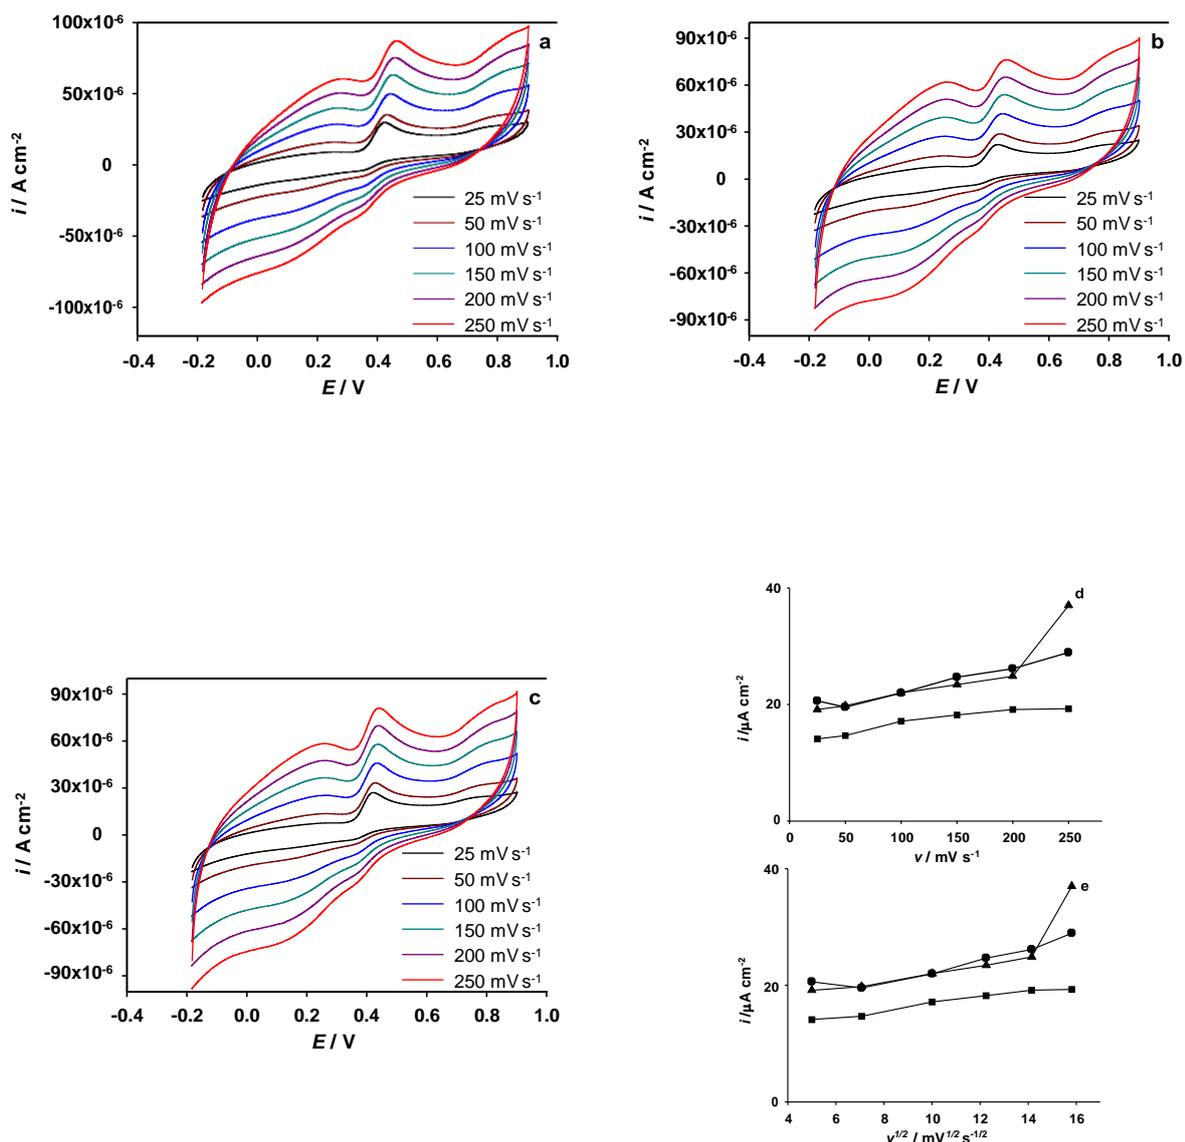 100x10-6
50x10-6
0
-50x10-6
-100x10-6
i / A cm-2
a
25 mV s-1
50 mV s-1
100 mV s-1
150 mV s-1
200 mV s-1
250 mV s-1
-0.4 -0.2 0.0 0.2 0.4 0.6 0.8 1.0
E / V
90x10-6
60x10-6
30x10-6
0
-30x10-6
-60x10-6
-90x10-6
i / A cm-2
b
25 mV s-1
50 mV s-1
100 mV s-1
150 mV s-1
200 mV s-1
250 mV s-1
-0.4 -0.2 0.0 0.2 0.4 0.6 0.8 1.0
E / V
90x10-6
60x10-6
30x10-6
0
-30x10-6
-60x10-6
-90x10-6
i / A cm-2
c
25 mV s-1
50 mV s-1
100 mV s-1
150 mV s-1
200 mV s-1
250 mV s-1
-0.4 -0.2 0.0 0.2 0.4 0.6 0.8 1.0
E / V
40
20
0
i /µA cm-2
d
0 50 100 150 200 250
v / mV s-1
40
20
0
i /µA cm-2
e
4 6 8 10 12 14 16
v1/2 / mV1/2 s-1/2